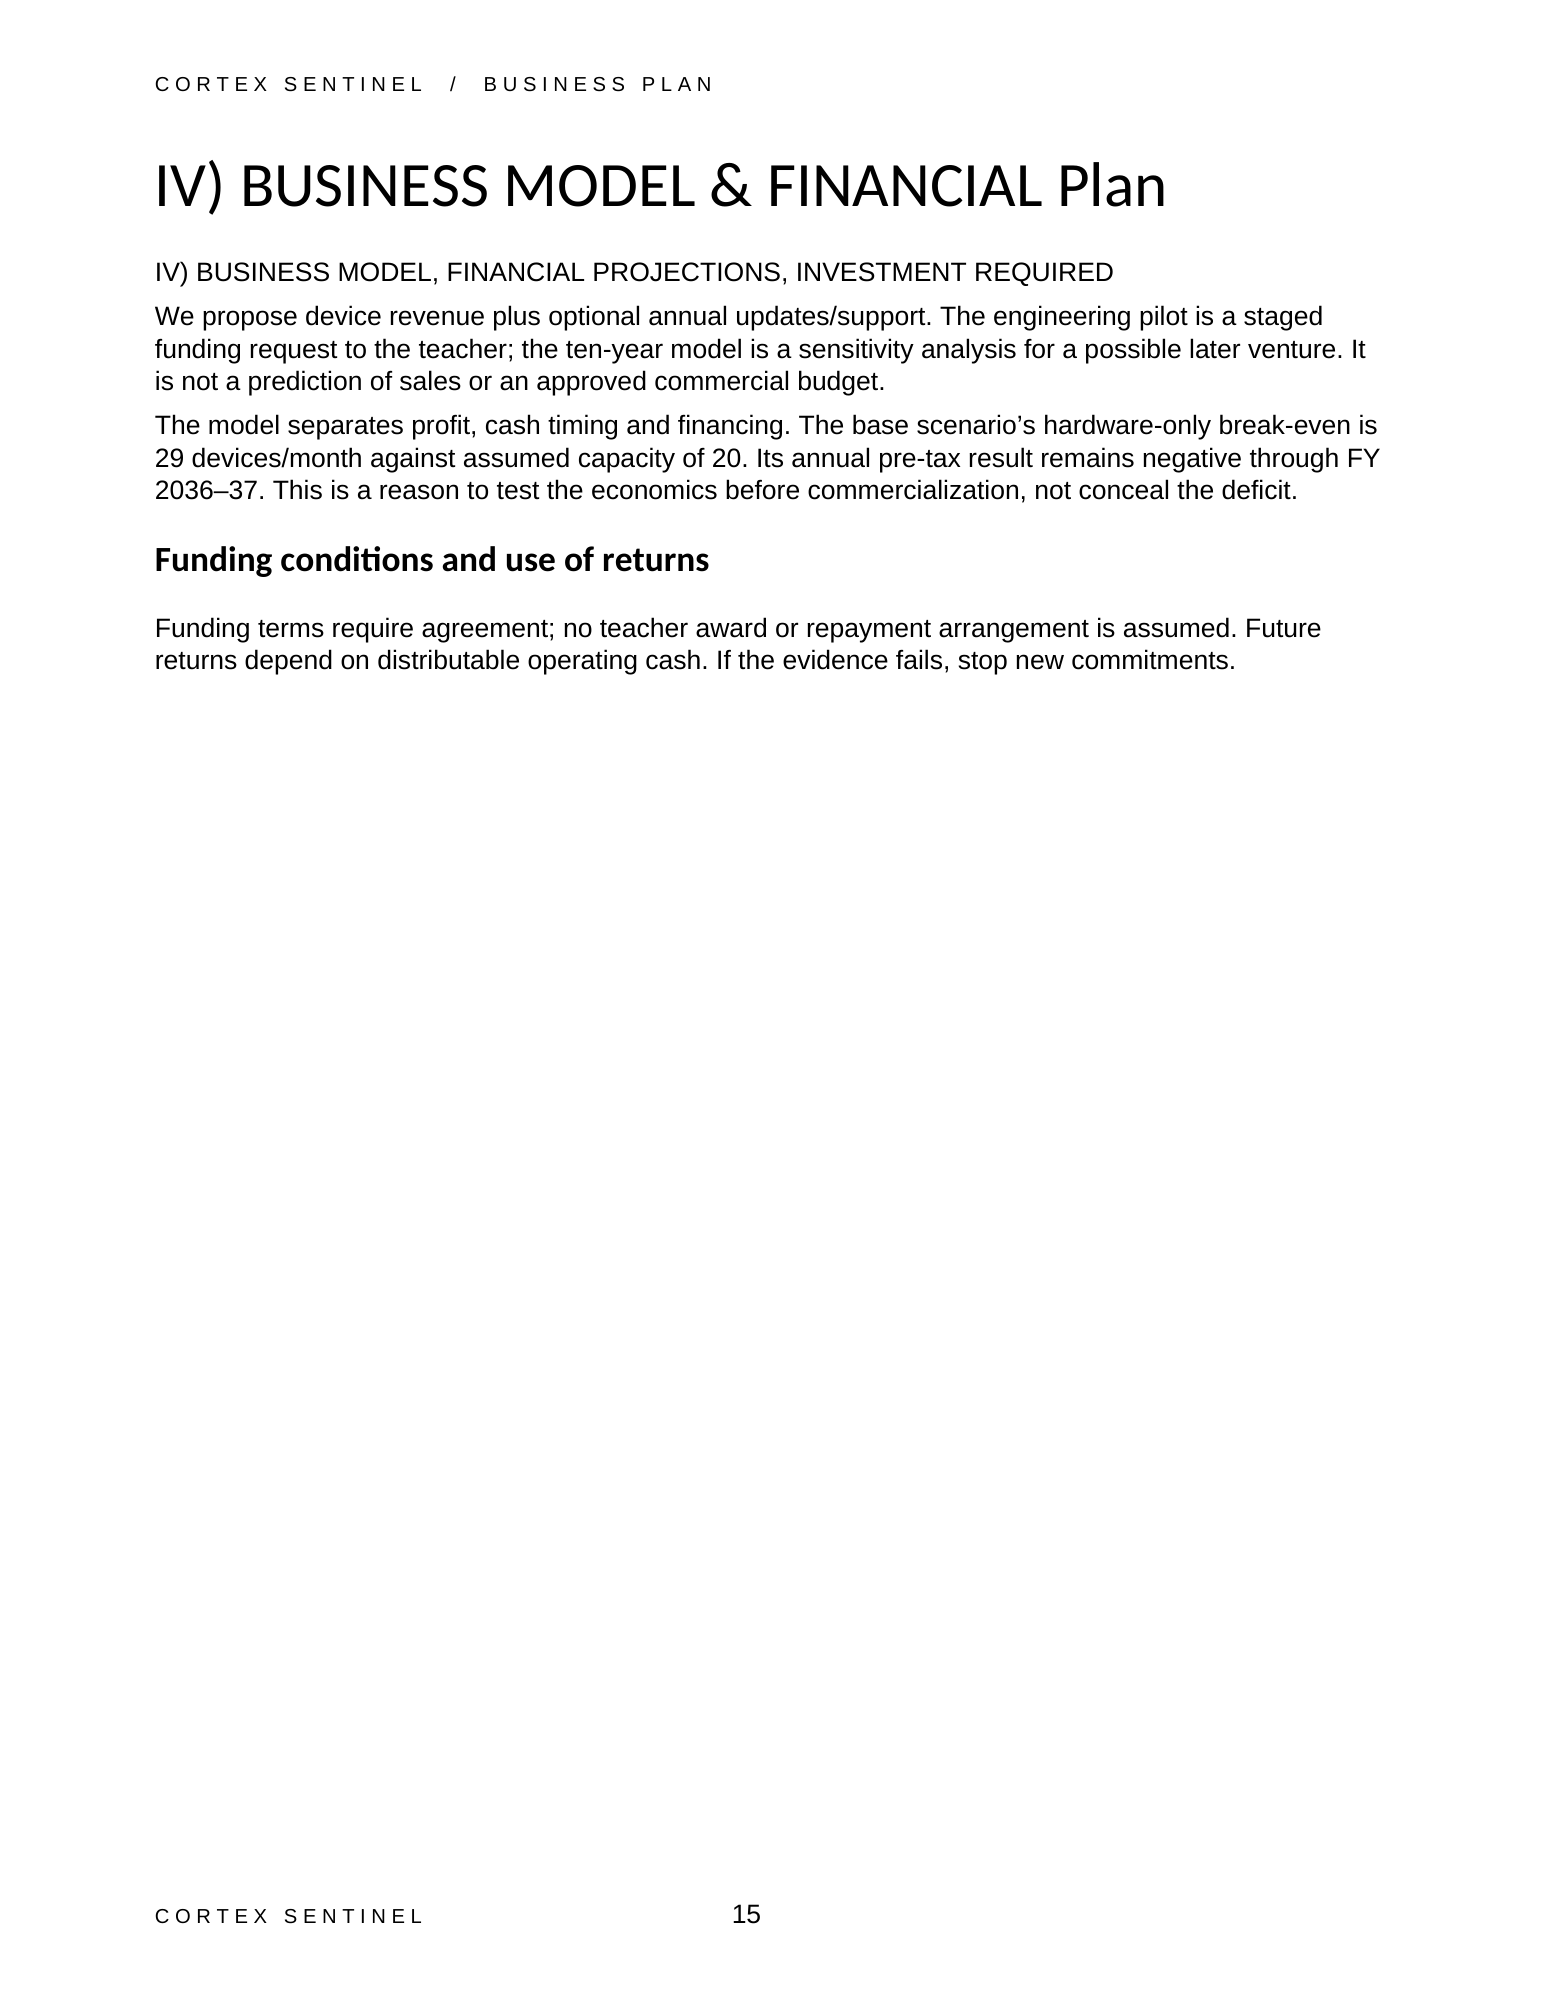 CORTEX SENTINEL / BUSINESS PLAN
IV) BUSINESS MODEL & FINANCIAL Plan
IV) BUSINESS MODEL, FINANCIAL PROJECTIONS, INVESTMENT REQUIRED
We propose device revenue plus optional annual updates/support. The engineering pilot is a staged
funding request to the teacher; the ten-year model is a sensitivity analysis for a possible later venture. It
is not a prediction of sales or an approved commercial budget.
The model separates profit, cash timing and financing. The base scenario’s hardware-only break-even is
29 devices/month against assumed capacity of 20. Its annual pre-tax result remains negative through FY
2036–37. This is a reason to test the economics before commercialization, not conceal the deficit.
Funding conditions and use of returns
Funding terms require agreement; no teacher award or repayment arrangement is assumed. Future
returns depend on distributable operating cash. If the evidence fails, stop new commitments.
CORTEX SENTINEL 15